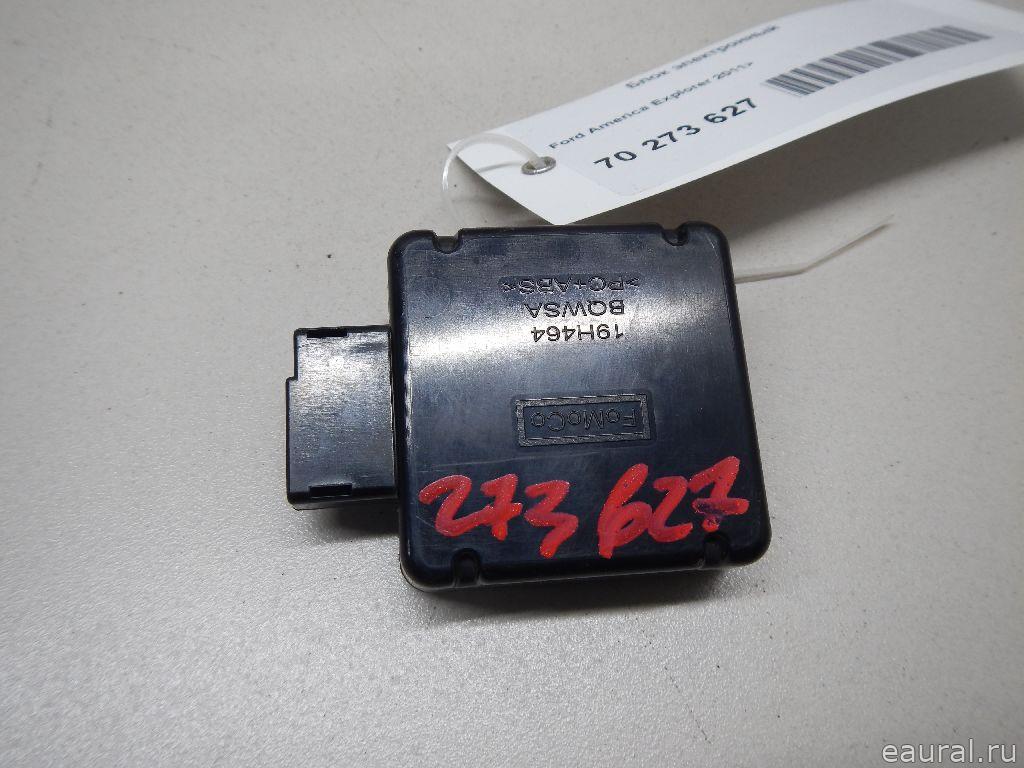 Блок электронный
Ford America Explorer 2011>
70 273 627
>PC+ABS<
BQWSA
19H464
FoMoCo
273 627
eaural.ru